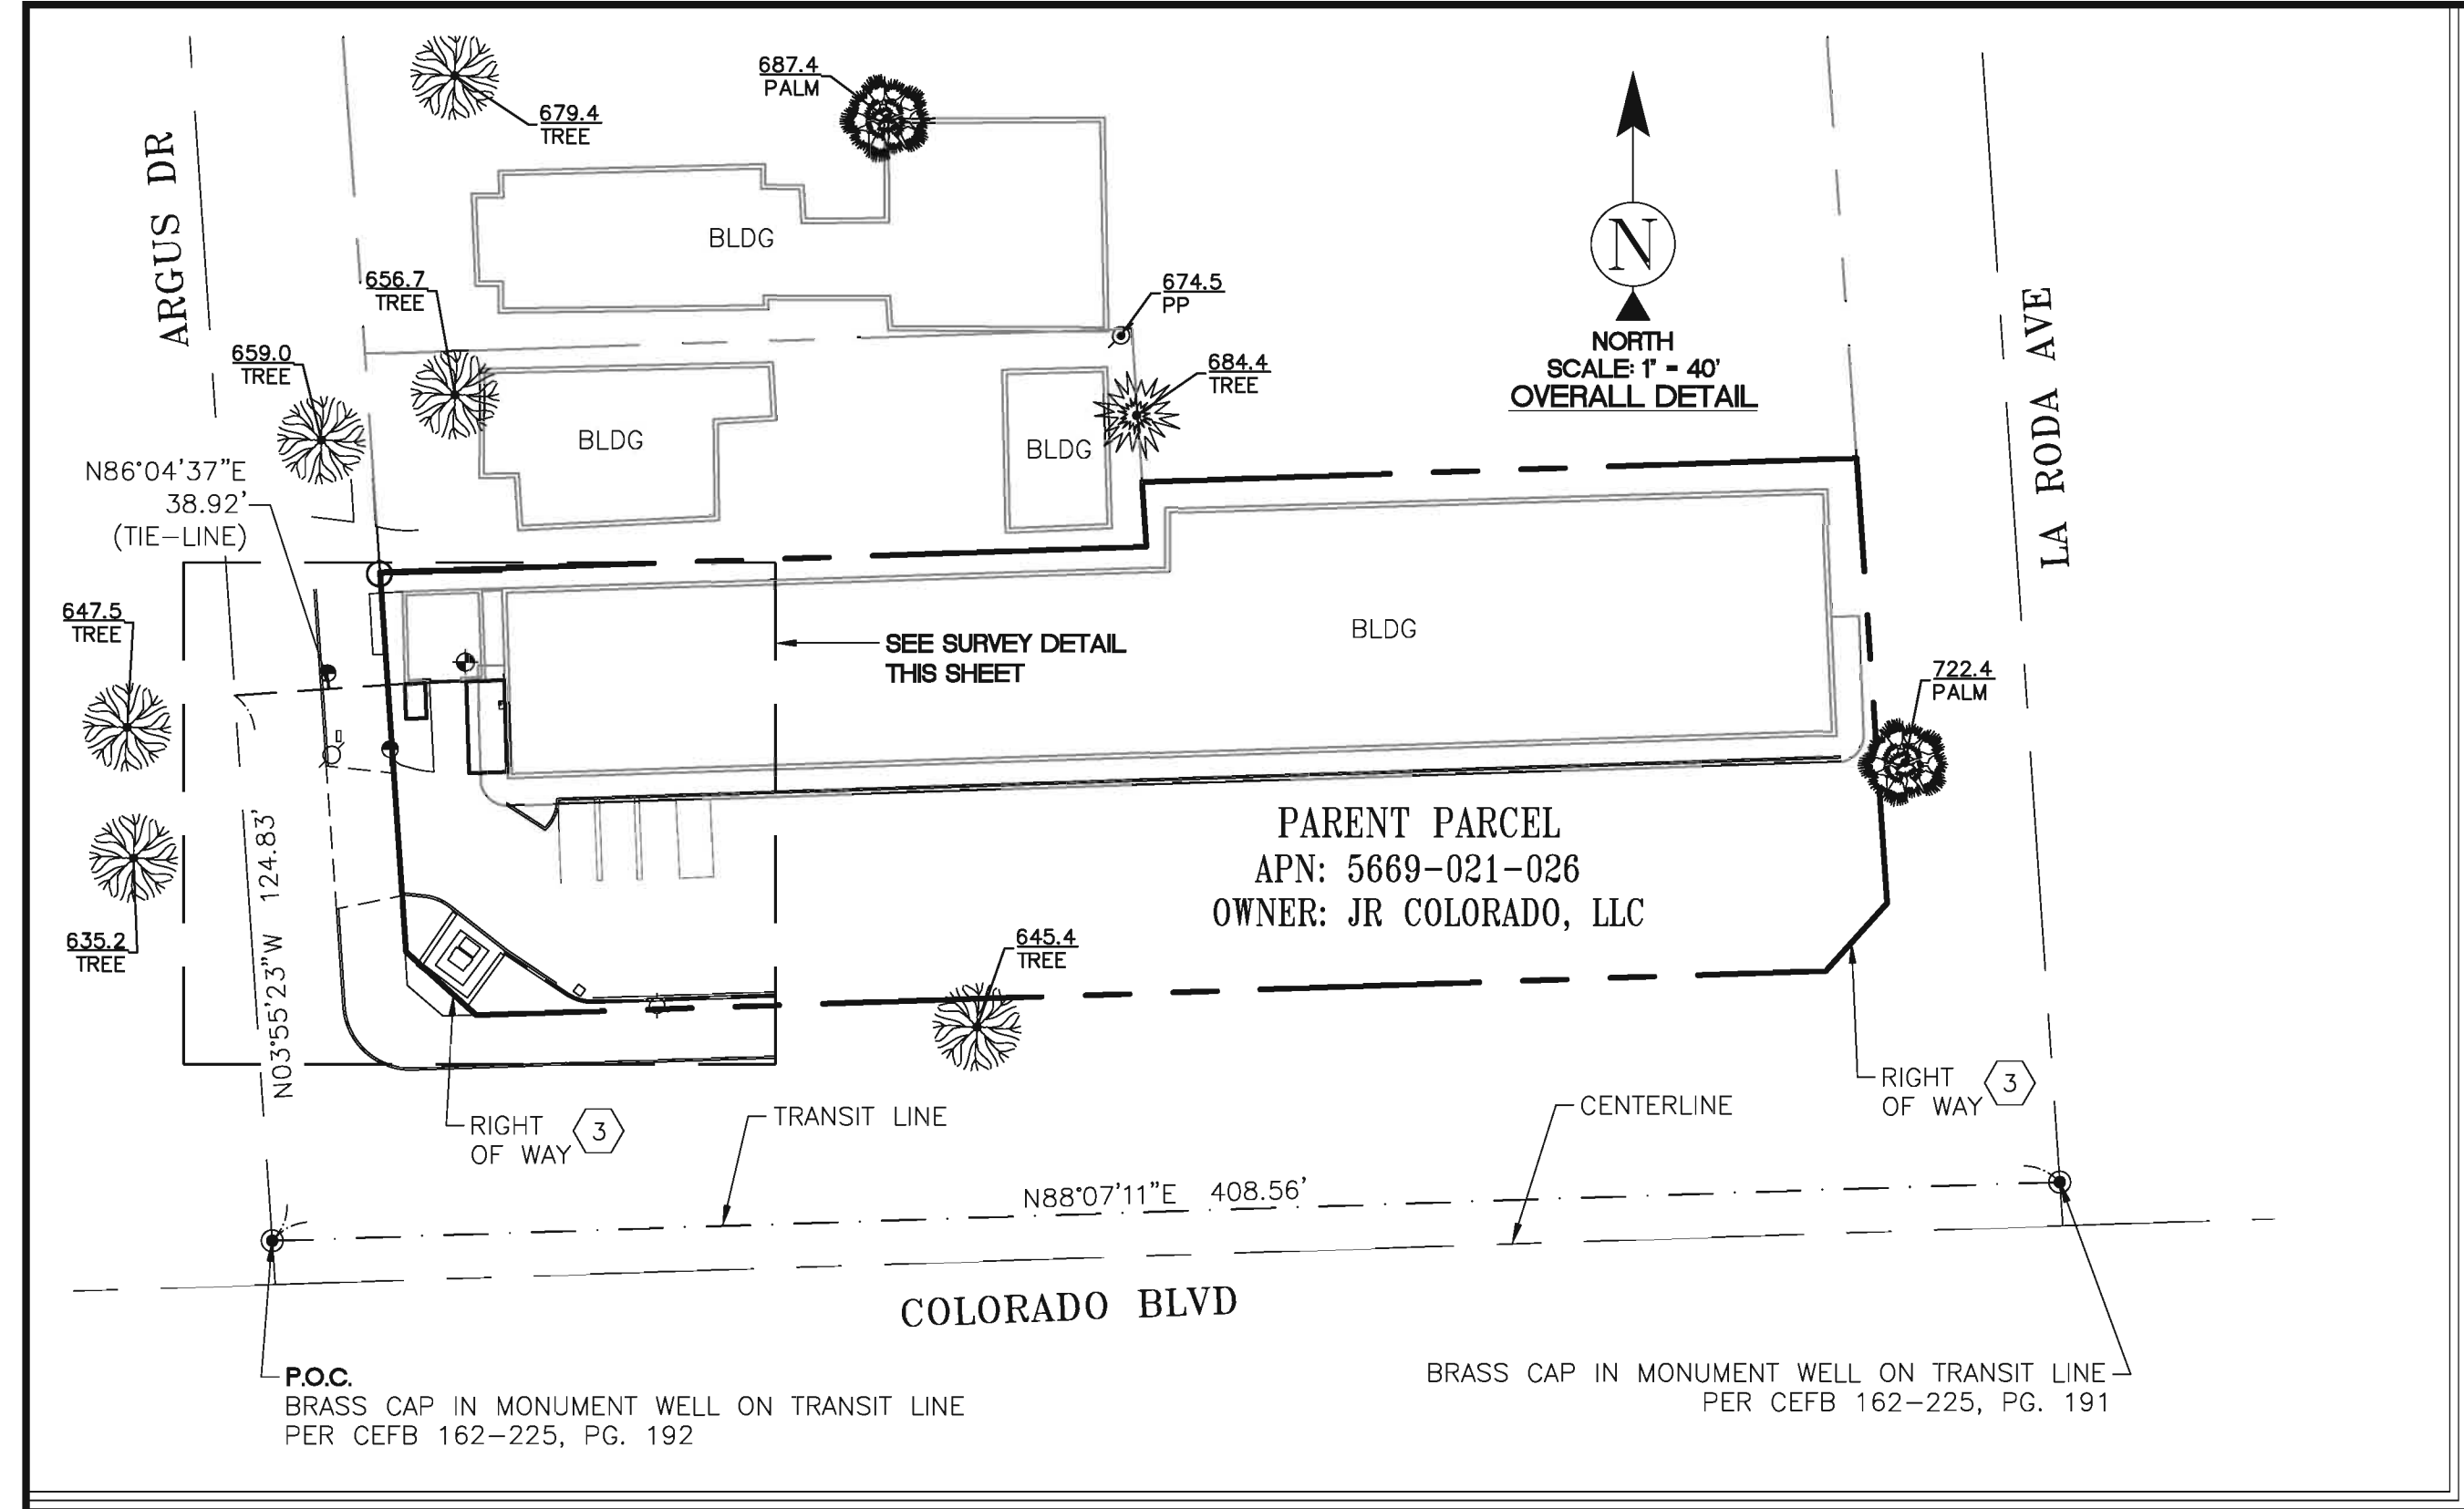 687.4
PALM
679.4
TREE
ARGUS DR
BLDG
656.7
TREE
674.5
PP
N
NORTH
SCALE: 1" = 40'
OVERALL DETAIL
LA RODA AVE
659.0
TREE
684.4
TREE
BLDG
BLDG
N86°04'37"E
38.92'
(TIE-LINE)
647.5
TREE
SEE SURVEY DETAIL
THIS SHEET
BLDG
722.4
PALM
PARENT PARCEL
APN: 5669-021-026
OWNER: JR COLORADO, LLC
N03°55'23"W 124.83'
635.2
TREE
645.4
TREE
RIGHT
OF WAY
3
RIGHT
OF WAY
3
TRANSIT LINE
CENTERLINE
N88°07'11"E 408.56'
COLORADO BLVD
P.O.C.
BRASS CAP IN MONUMENT WELL ON TRANSIT LINE
PER CEFB 162-225, PG. 192
BRASS CAP IN MONUMENT WELL ON TRANSIT LINE
PER CEFB 162-225, PG. 191